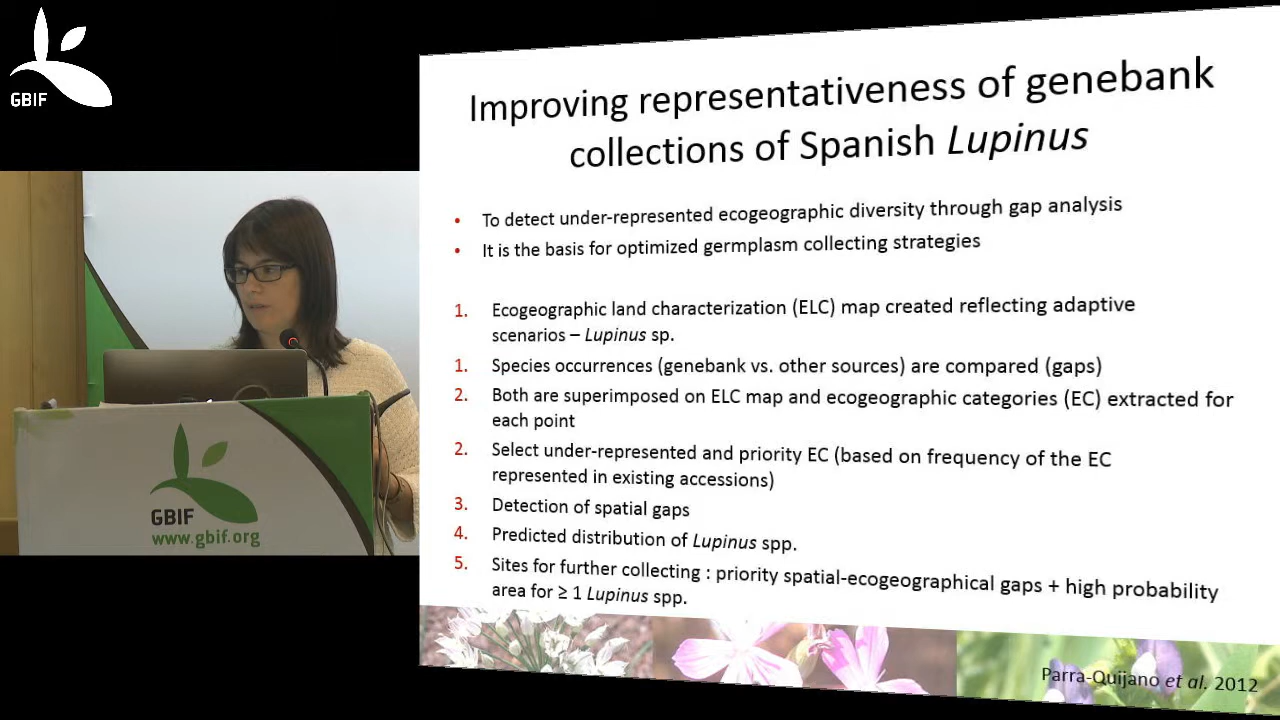 GBIF
Improving representativeness of genebank
collections of Spanish Lupinus
• To detect under-represented ecogeographic diversity through gap analysis
• It is the basis for optimized germplasm collecting strategies
1. Ecogeographic land characterization (ELC) map created reflecting adaptive
scenarios – Lupinus sp.
1. Species occurrences (genebank vs. other sources) are compared (gaps)
2. Both are superimposed on ELC map and ecogeographic categories (EC) extracted for
each point
2. Select under-represented and priority EC (based on frequency of the EC
represented in existing accessions)
3. Detection of spatial gaps
4. Predicted distribution of Lupinus spp.
5. Sites for further collecting : priority spatial-ecogeographical gaps + high probability
area for ≥ 1 Lupinus spp.
Parra-Quijano et al. 2012
GBIF
www.gbif.org